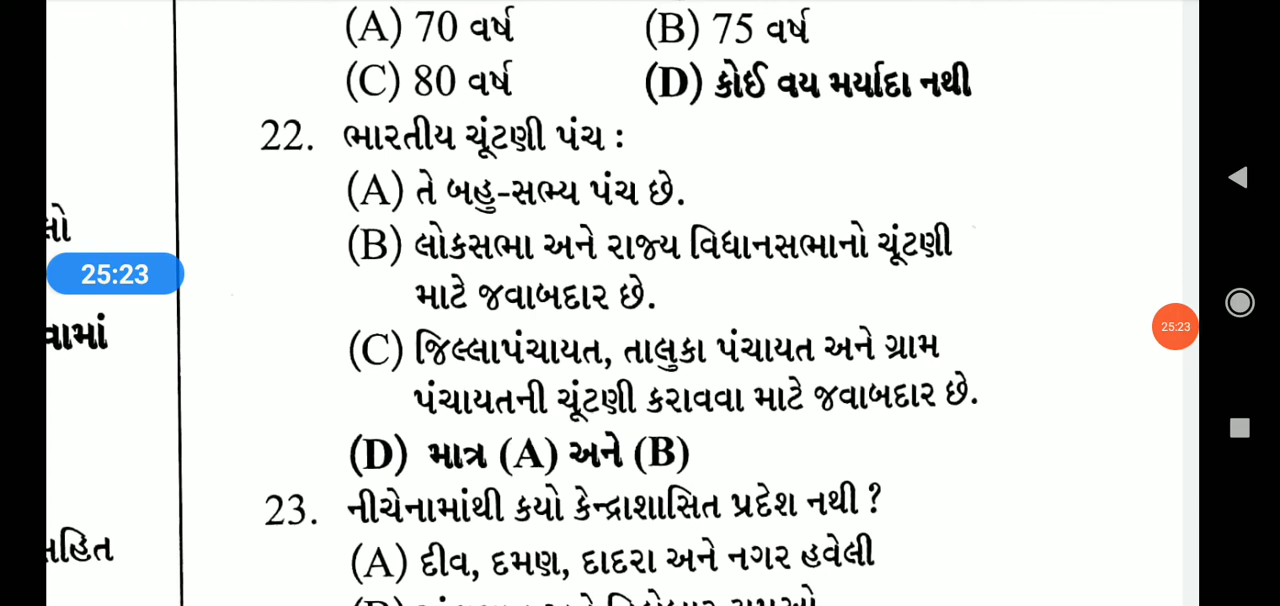 (A) 70 વર્ષ (B) 75 વર્ષ
(C) 80 વર્ષ (D) કોઈ વય મર્યાદા નથી
22. ભારતીય ચૂંટણી પંચ :
(A) તે બહુ-સભ્ય પંચ છે.
(B) લોકસભા અને રાજ્ય વિધાનસભાનો ચૂંટણી
માટે જવાબદાર છે.
(C) જિલ્લાપંચાયત, તાલુકા પંચાયત અને ગ્રામ
પંચાયતની ચૂંટણી કરાવવા માટે જવાબદાર છે.
(D) માત્ર (A) અને (B)
23. નીચેનામાંથી કયો કેન્દ્રાશાસિત પ્રદેશ નથી ?
(A) દીવ, દમણ, દાદરા અને નગર હવેલી
25:23
25:23